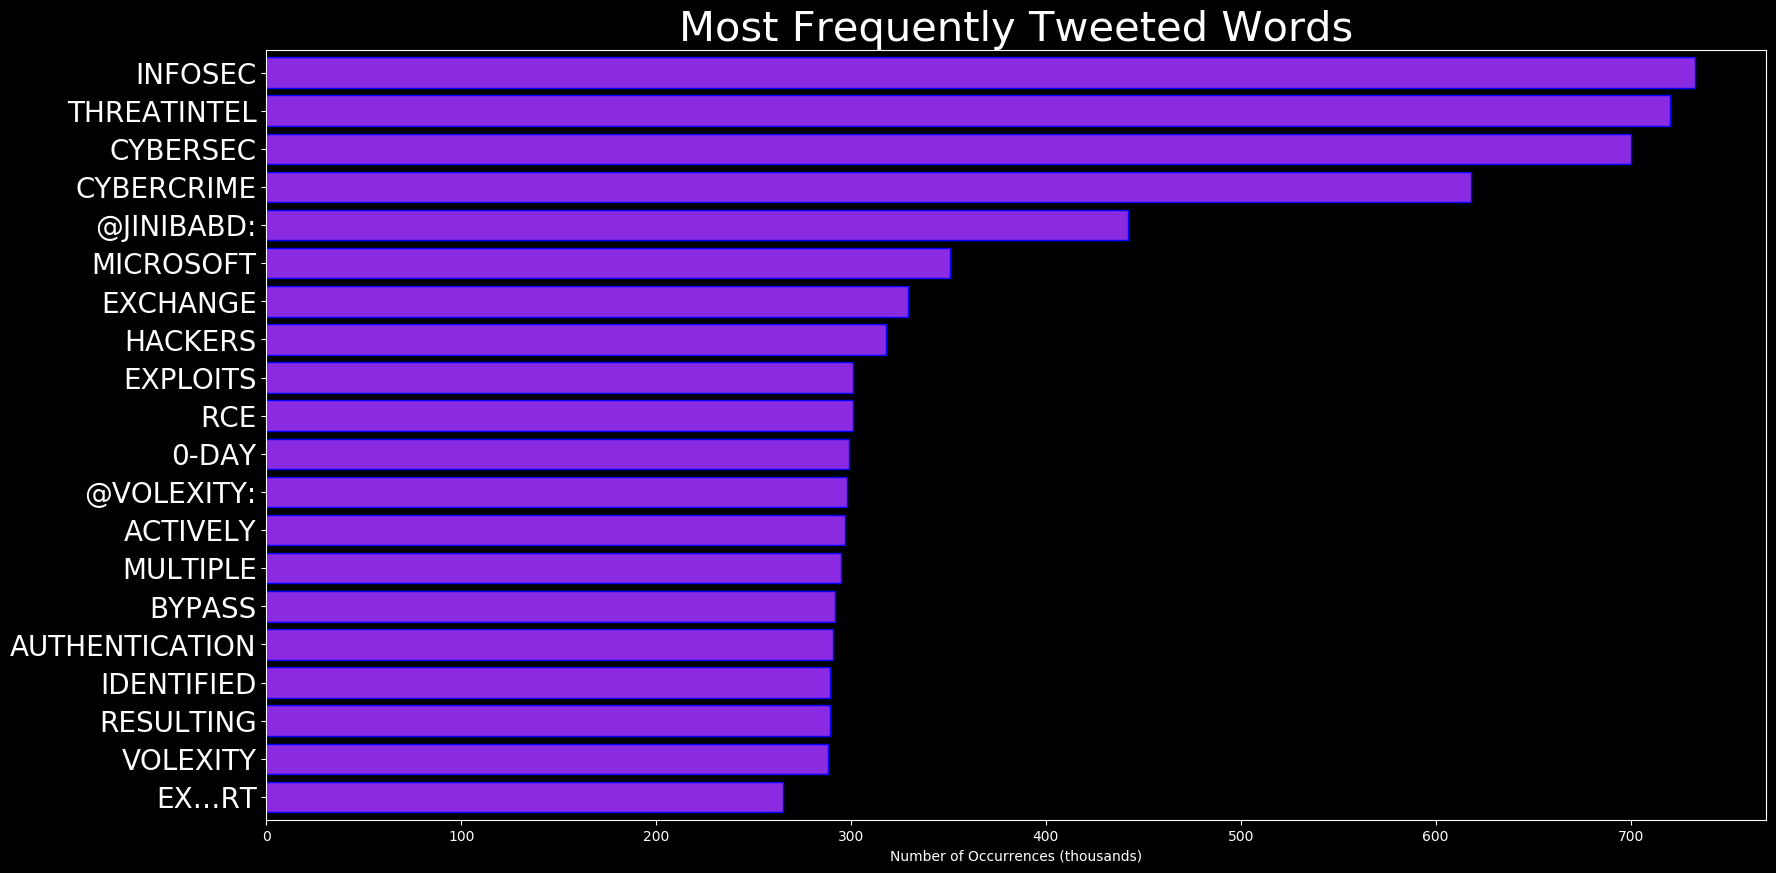 Most Frequently Tweeted Words
INFOSEC
THREATINTEL
CYBERSEC
CYBERCRIME
@JINIBABD:
MICROSOFT
EXCHANGE
HACKERS
EXPLOITS
RCE
0-DAY
@VOLEXITY:
ACTIVELY
MULTIPLE
BYPASS
AUTHENTICATION
IDENTIFIED
RESULTING
VOLEXITY
EX…RT
0 100 200 300 400 500 600 700
Number of Occurrences (thousands)